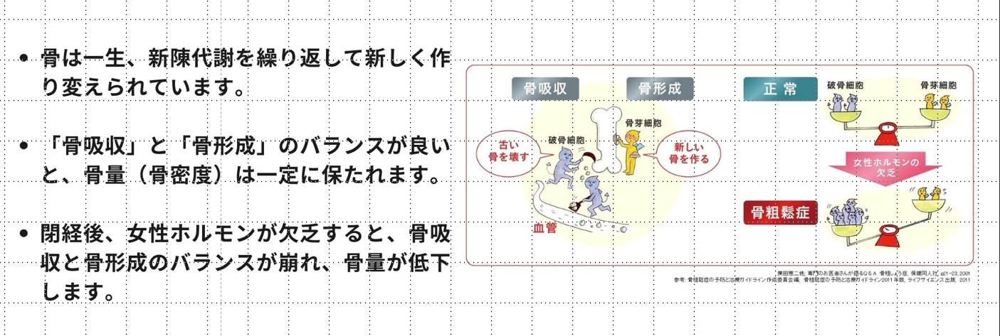 • 骨は一生、新陳代謝を繰り返して新しく作
り変えられています。
• 「骨吸収」と「骨形成」のバランスが良い
と、骨量（骨密度）は一定に保たれます。
• 閉経後、女性ホルモンが欠乏すると、骨吸
収と骨形成のバランスが崩れ、骨量が低下
します。
骨吸収
骨形成
破骨細胞
骨芽細胞
古い
骨を壊す
新しい
骨を作る
血管
正常
破骨細胞
骨芽細胞
女性ホルモンの
欠乏
骨粗鬆症
廣田憲二他: 専門のお医者さんが語るQ&A 骨粗しょう症, 保健同人社, p21-23, 2001
参考: 骨粗鬆症の予防と治療ガイドライン作成委員会編, 骨粗鬆症の予防と治療ガイドライン2011年版, ライフサイエンス出版, 2011